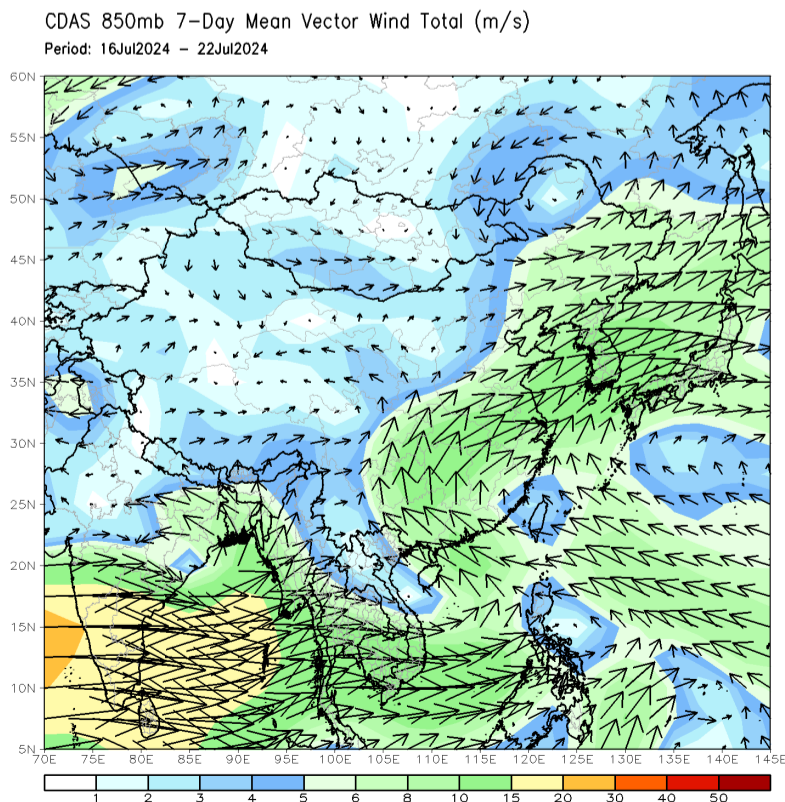 CDAS 850mb 7-Day Mean Vector Wind Total (m/s)
Period: 16Jul2024 - 22Jul2024
60N
55N
50N
45N
40N
35N
30N
25N
20N
15N
10N
5N
70E 75E 80E 85E 90E 95E 100E 105E 110E 115E 120E 125E 130E 135E 140E 145E
1 2 3 4 5 6 8 10 15 20 30 40 50